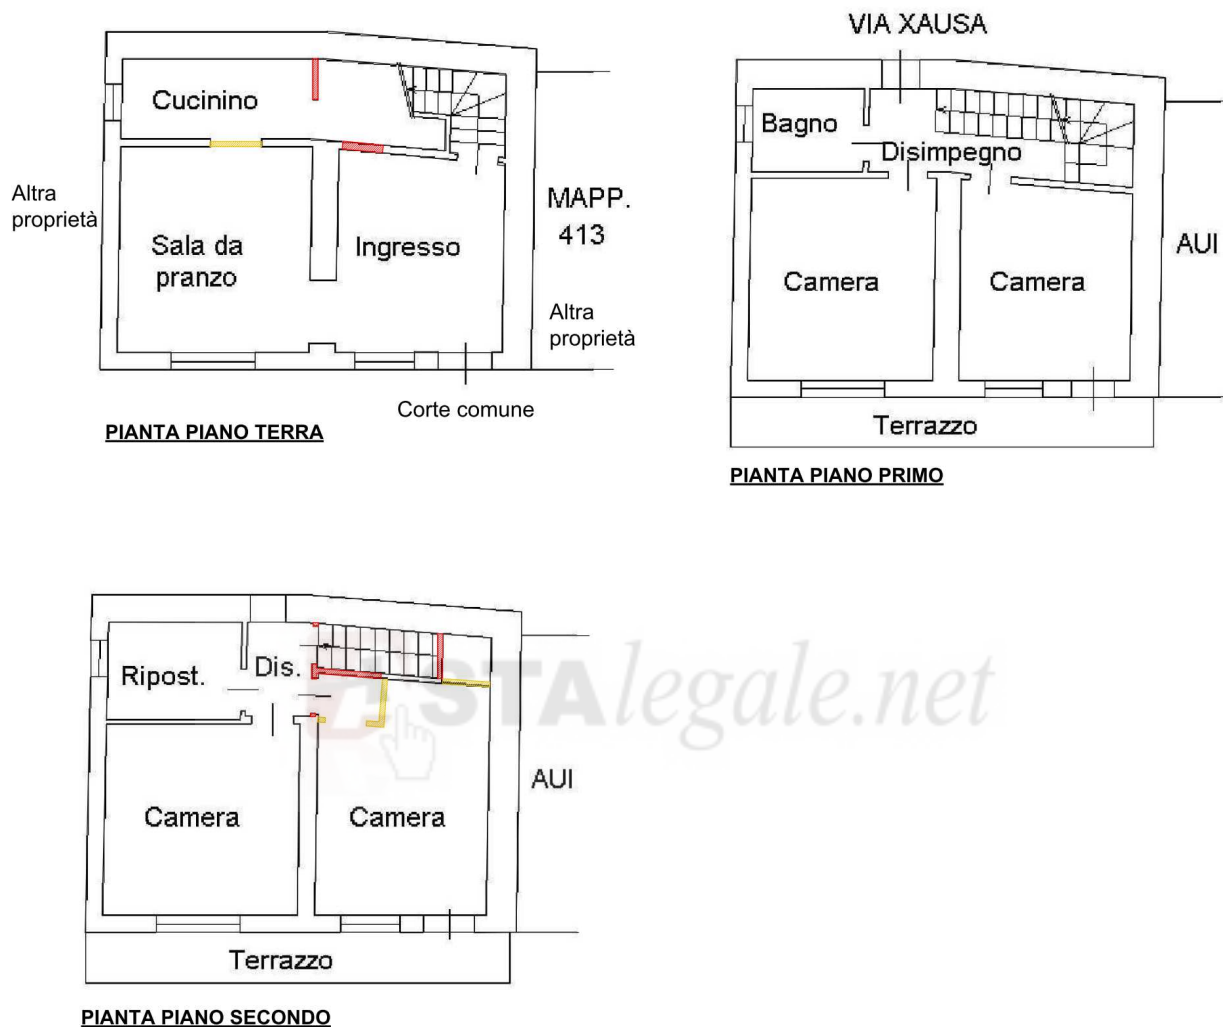 Cucinino
Altra
proprietà
Sala da
pranzo
Ingresso
MAPP.
413
Altra
proprietà
Corte comune
PIANTA PIANO TERRA
VIA XAUSA
Bagno
Disimpegno
Camera
Camera
AUI
Terrazzo
PIANTA PIANO PRIMO
Ripost.
Dis.
Camera
Camera
AUI
Terrazzo
PIANTA PIANO SECONDO
ASTAlegale.net